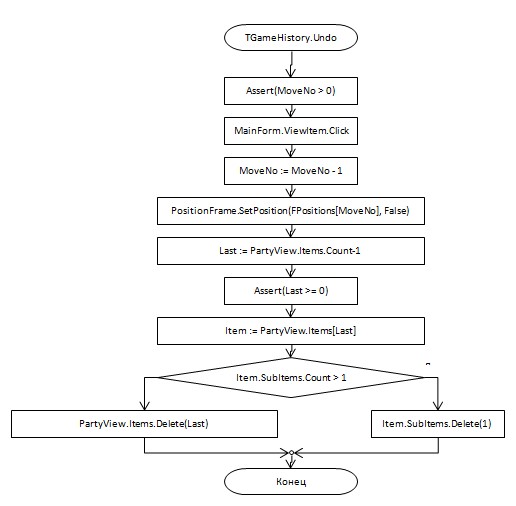 TGameHistory.Undo
Assert(MoveNo > 0)
MainForm.ViewItem.Click
MoveNo := MoveNo - 1
PositionFrame.SetPosition(FPositions[MoveNo], False)
Last := PartyView.Items.Count-1
Assert(Last >= 0)
Item := PartyView.Items[Last]
Item.SubItems.Count > 1
PartyView.Items.Delete(Last)
Item.SubItems.Delete(1)
Конец